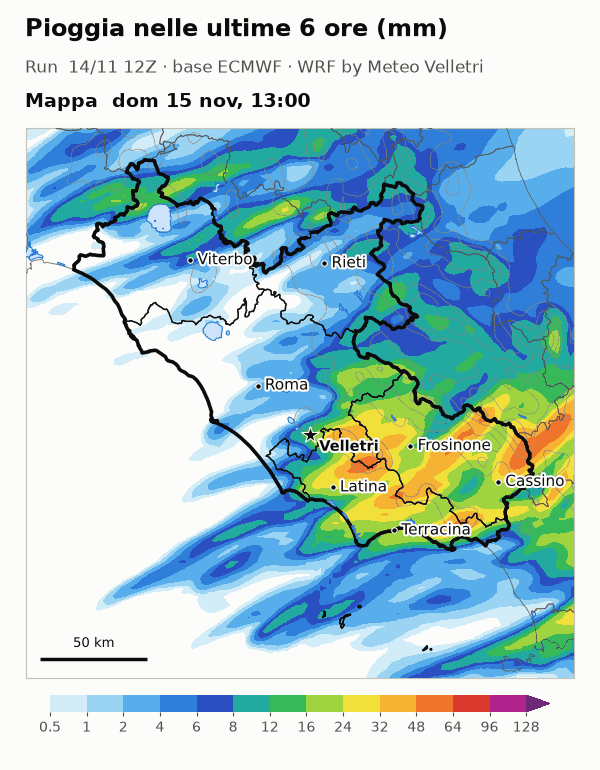 Pioggia nelle ultime 6 ore (mm)
Run  14/11 12Z · base ECMWF · WRF by Meteo Velletri
Mappa  dom 15 nov, 13:00
Viterbo
Rieti
Roma
Velletri
Frosinone
Latina
Cassino
Terracina
50 km
0.5 1 2 4 6 8 12 16 24 32 48 64 96 128